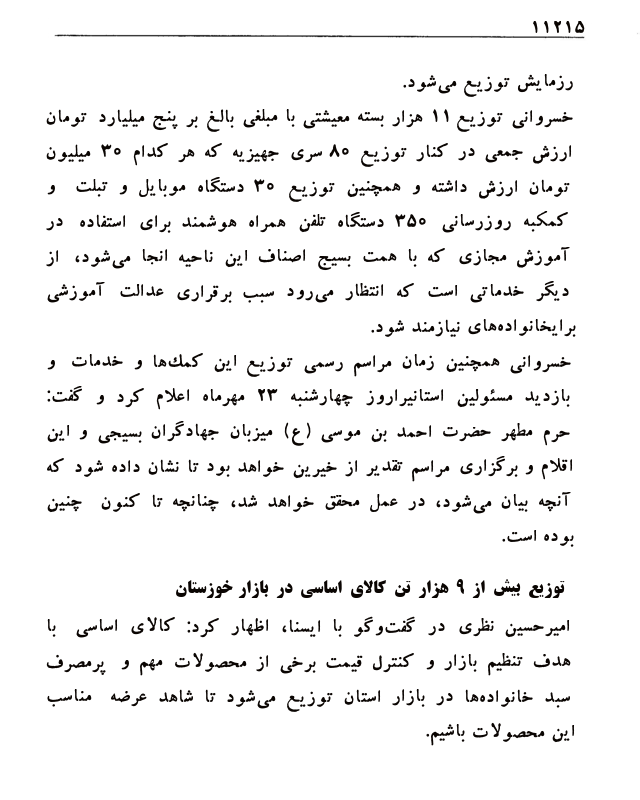 ۱۱۲۱۵
رزمایش توزیع می‌شود.
خسروانی توزیع ۱۱ هزار بسته معیشتی با مبلغی بالغ بر پنج میلیارد تومان
ارزش جمعی در کنار توزیع ۸۰ سری جهیزیه که هر کدام ۳۰ میلیون
تومان ارزش داشته و همچنین توزیع ۳۰ دستگاه موبایل و تبلت و
کمکبه روزرسانی ۳۵۰ دستگاه تلفن همراه هوشمند برای استفاده در
آموزش مجازی که با همت بسیج اصناف این ناحیه انجا می‌شود، از
دیگر خدماتی است که انتظار می‌رود سبب برقراری عدالت آموزشی
برایخانواده‌های نیازمند شود.
خسروانی همچنین زمان مراسم رسمی توزیع این کمك‌ها و خدمات و
بازدید مسئولین استانیراروز چهارشنبه ۲۳ مهرماه اعلام کرد و گفت:
حرم مطهر حضرت احمد بن موسی (ع) میزبان جهادگران بسیجی و این
اقلام و برگزاری مراسم تقدیر از خیرین خواهد بود تا نشان داده شود که
آنچه بیان می‌شود، در عمل محقق خواهد شد، چنانچه تا کنون چنین
بوده است.
توزیع بیش از ۹ هزار تن کالای اساسی در بازار خوزستان
امیرحسین نظری در گفت‌وگو با ایسنا، اظهار کرد: کالای اساسی با
هدف تنظیم بازار و کنترل قیمت برخی از محصولات مهم و پرمصرف
سبد خانواده‌ها در بازار استان توزیع می‌شود تا شاهد عرضه مناسب
این محصولات باشیم.